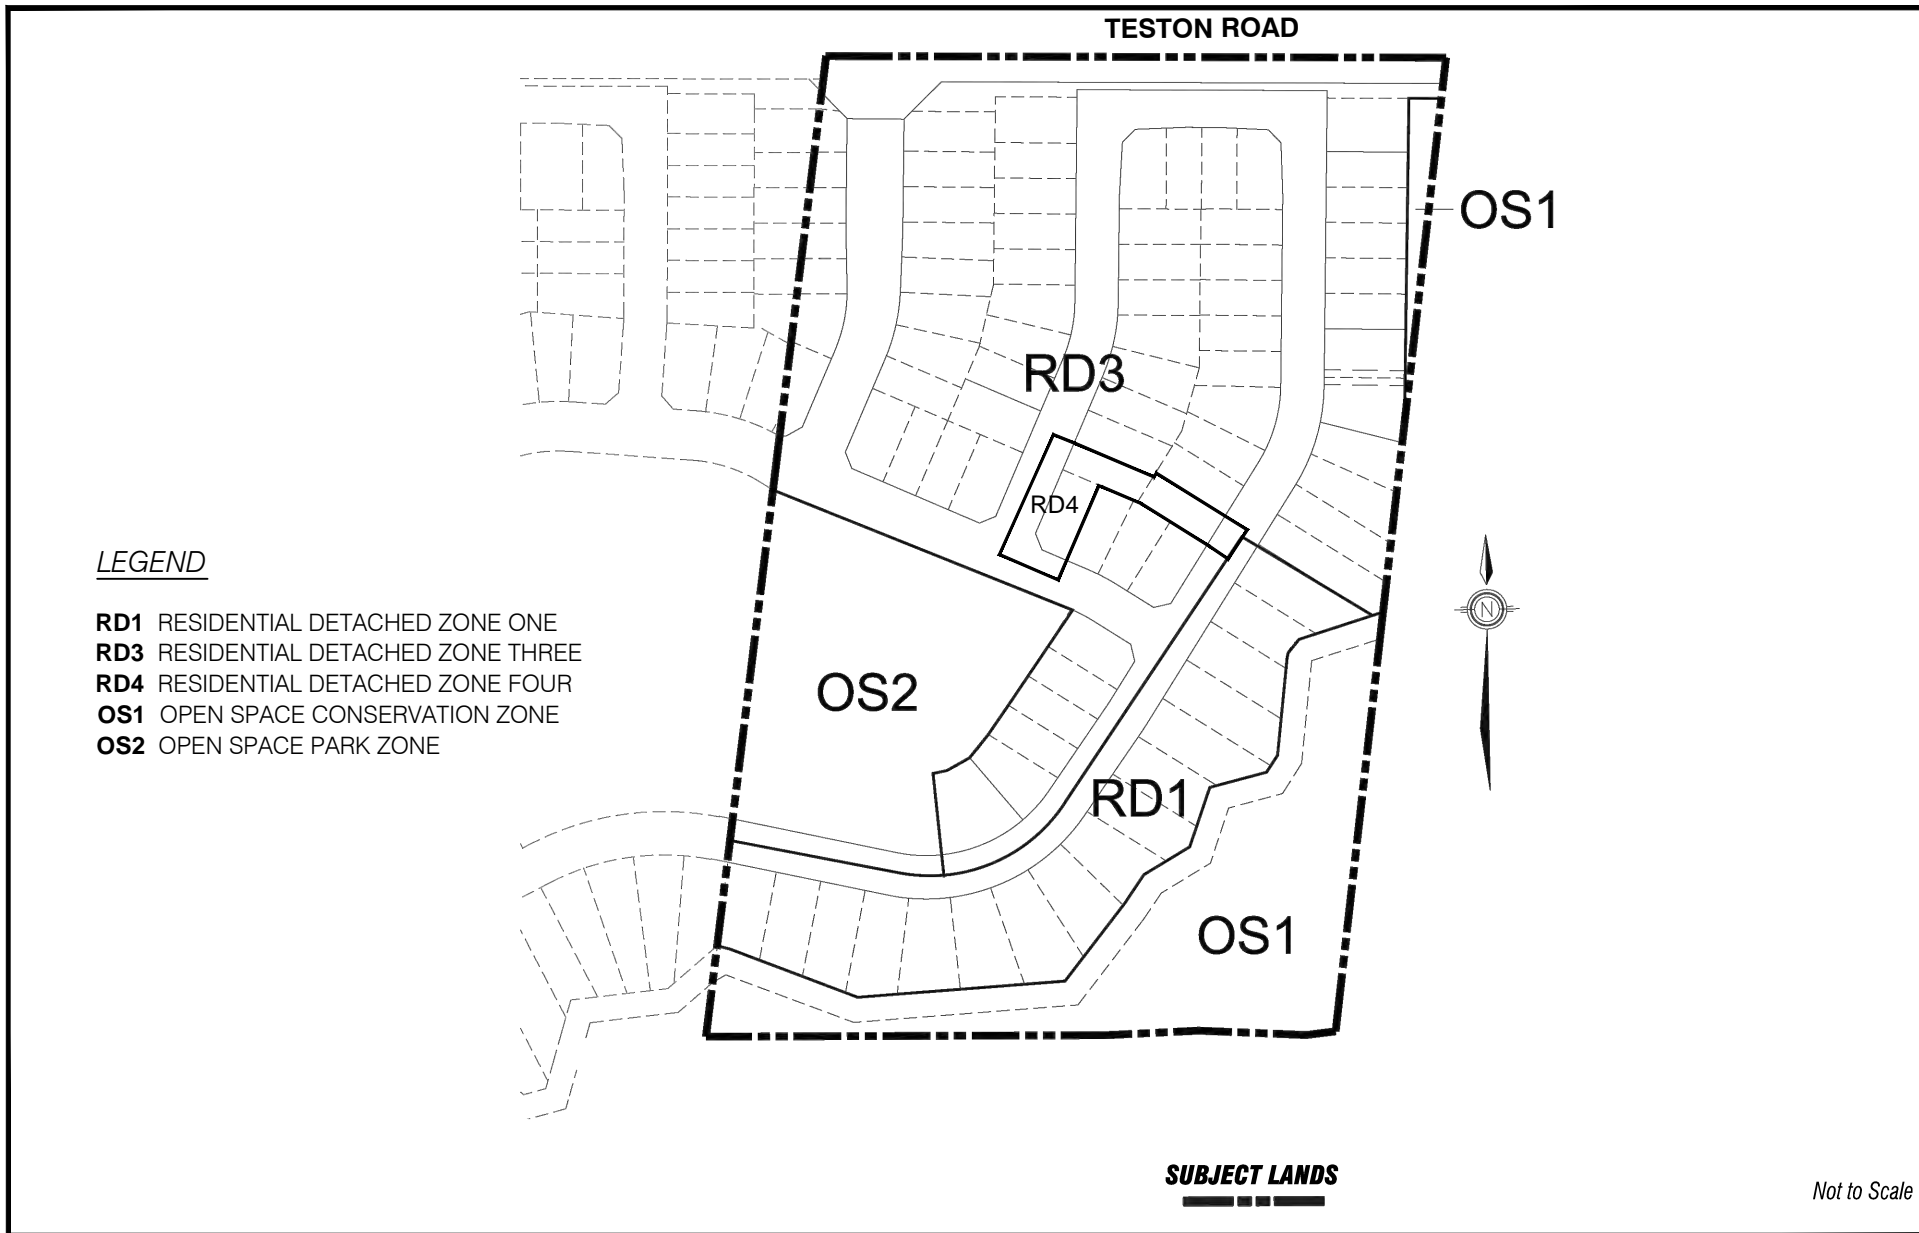 TESTON ROAD
OS1
RD3
RD4
LEGEND
RD1 RESIDENTIAL DETACHED ZONE ONE
RD3 RESIDENTIAL DETACHED ZONE THREE
RD4 RESIDENTIAL DETACHED ZONE FOUR
OS1 OPEN SPACE CONSERVATION ZONE
OS2 OPEN SPACE PARK ZONE
N
OS2
RD1
OS1
SUBJECT LANDS
Not to Scale